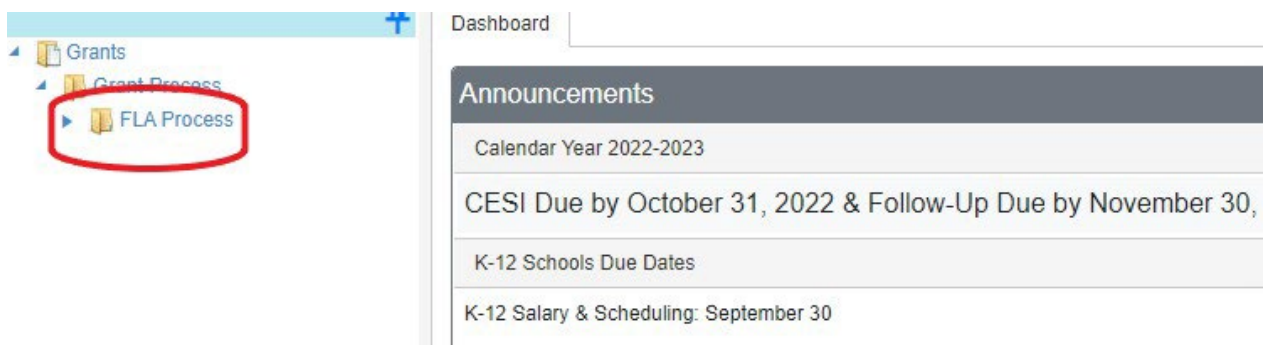 Grants
Grant Process
FLA Process
Dashboard
Announcements
Calendar Year 2022-2023
CESI Due by October 31, 2022 & Follow-Up Due by November 30,
K-12 Schools Due Dates
K-12 Salary & Scheduling: September 30